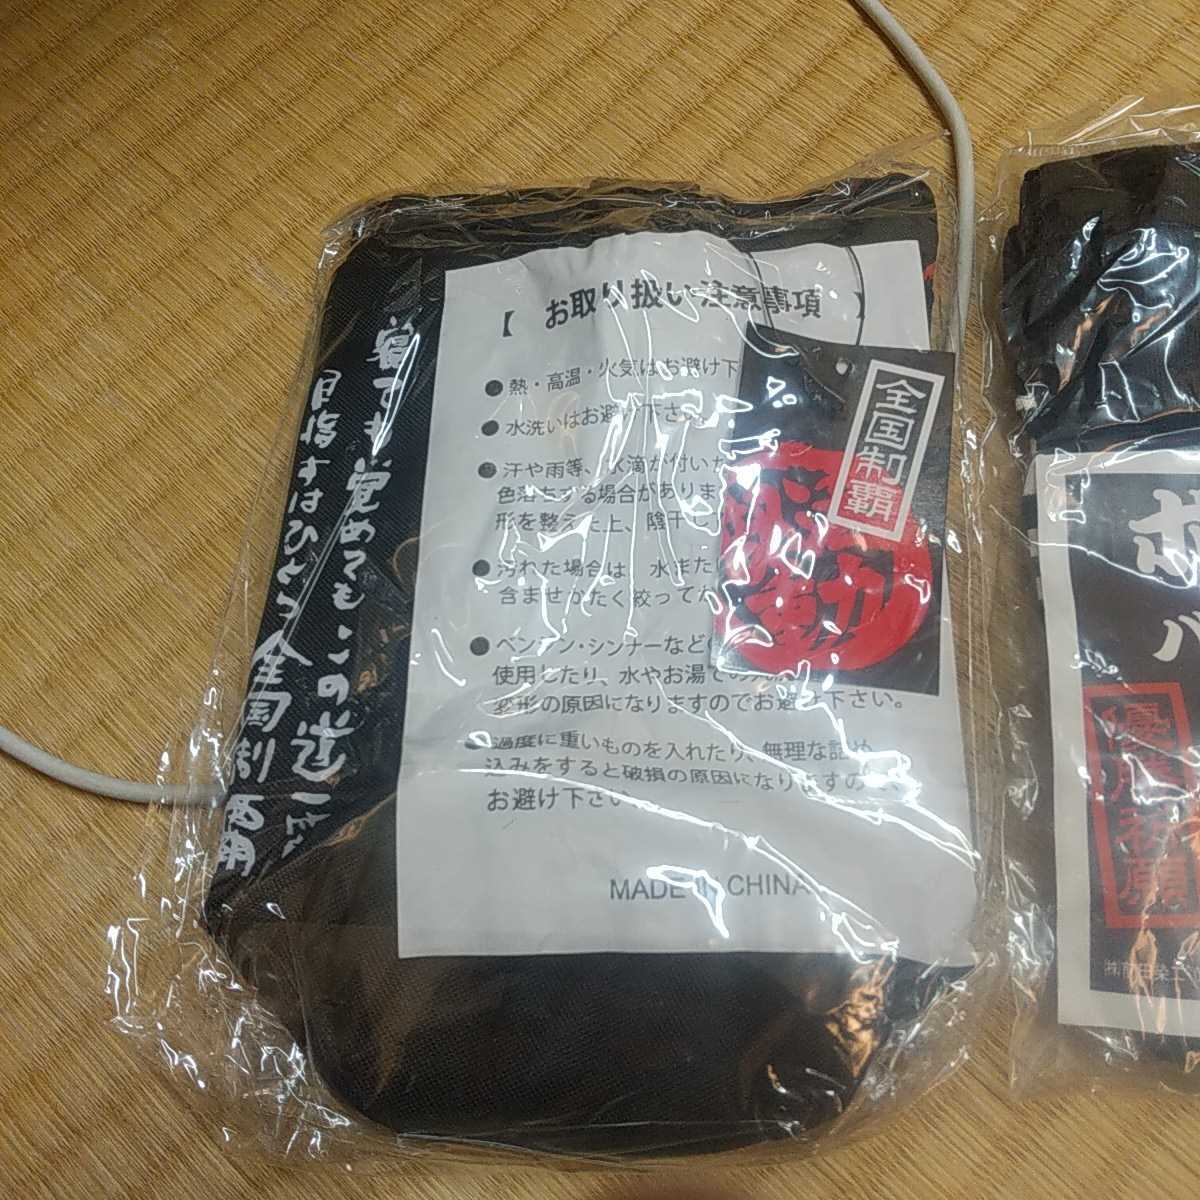 寝ても覚めてもこの道一筋
目指すはひとつ全国制覇
【 お取り扱い注意事項 】
● 熱・高温・火気はお避け下
● 水洗いはお避け下さい。
● 汗や雨等、水滴が付いた
色落ちする場合がありま
形を整えた上、陰干し
● 汚れた場合は 水または
含ませかたく絞ってか
● ベンジン・シンナーなど
使用したり、水やお湯での
変形の原因になりますのでお避け下さい。
● 過度に重いものを入れたり、無理な詰め
込みをすると破損の原因になりますので、
お避け下さい。
MADE IN CHINA
全国制覇
動
ホ
バ
優勝祈願